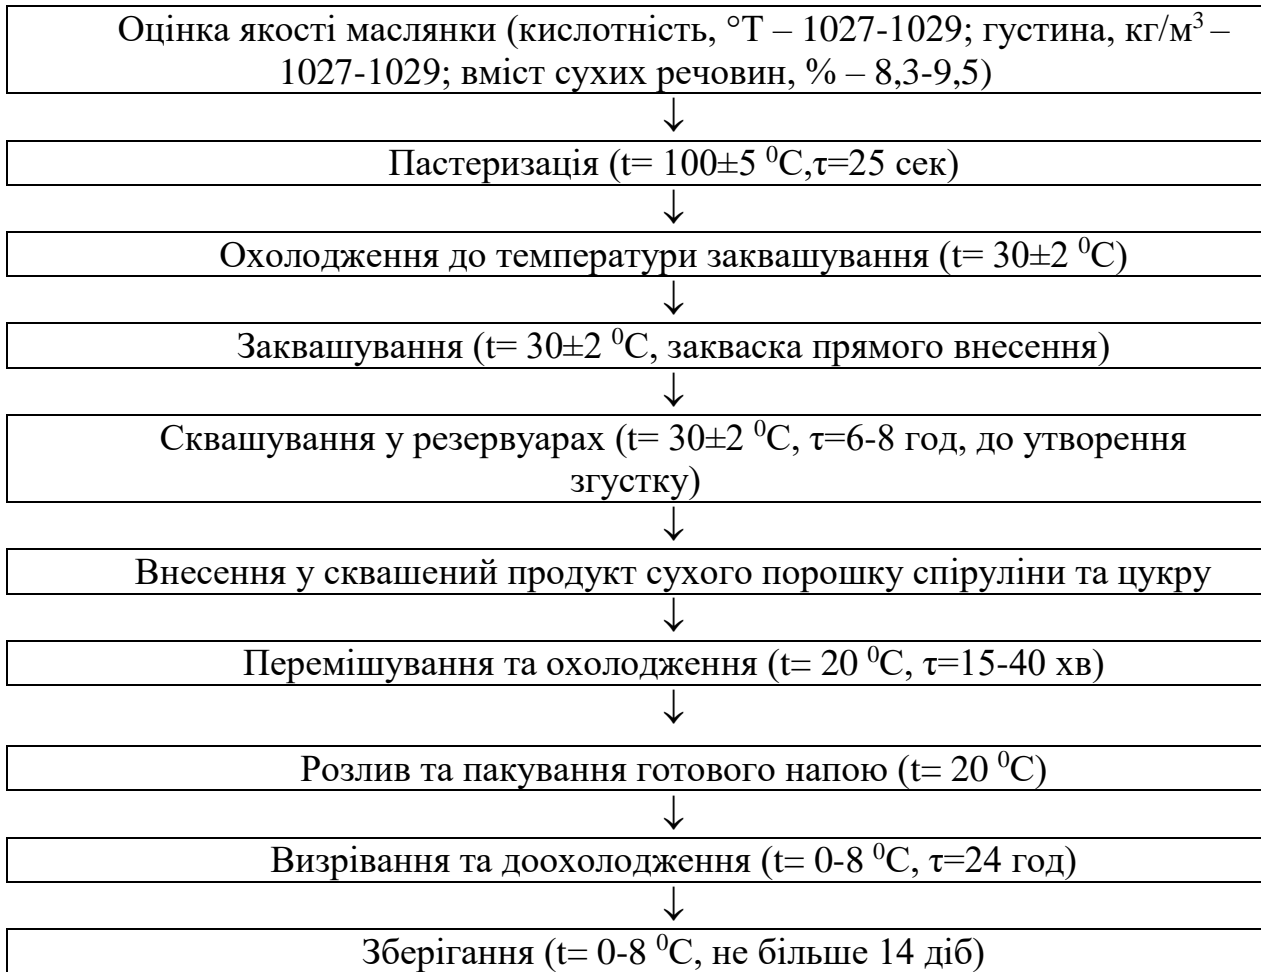 Оцінка якості маслянки (кислотність, °Т – 1027-1029; густина, кг/м³ –
1027-1029; вміст сухих речовин, % – 8,3-9,5)
↓
Пастеризація (t= 100±5 ⁰С,τ=25 сек)
↓
Охолодження до температури заквашування (t= 30±2 ⁰С)
↓
Заквашування (t= 30±2 ⁰С, закваска прямого внесення)
↓
Сквашування у резервуарах (t= 30±2 ⁰С, τ=6-8 год, до утворення
згустку)
↓
Внесення у сквашений продукт сухого порошку спіруліни та цукру
↓
Перемішування та охолодження (t= 20 ⁰С, τ=15-40 хв)
↓
Розлив та пакування готового напою (t= 20 ⁰С)
↓
Визрівання та доохолодження (t= 0-8 ⁰С, τ=24 год)
↓
Зберігання (t= 0-8 ⁰С, не більше 14 діб)